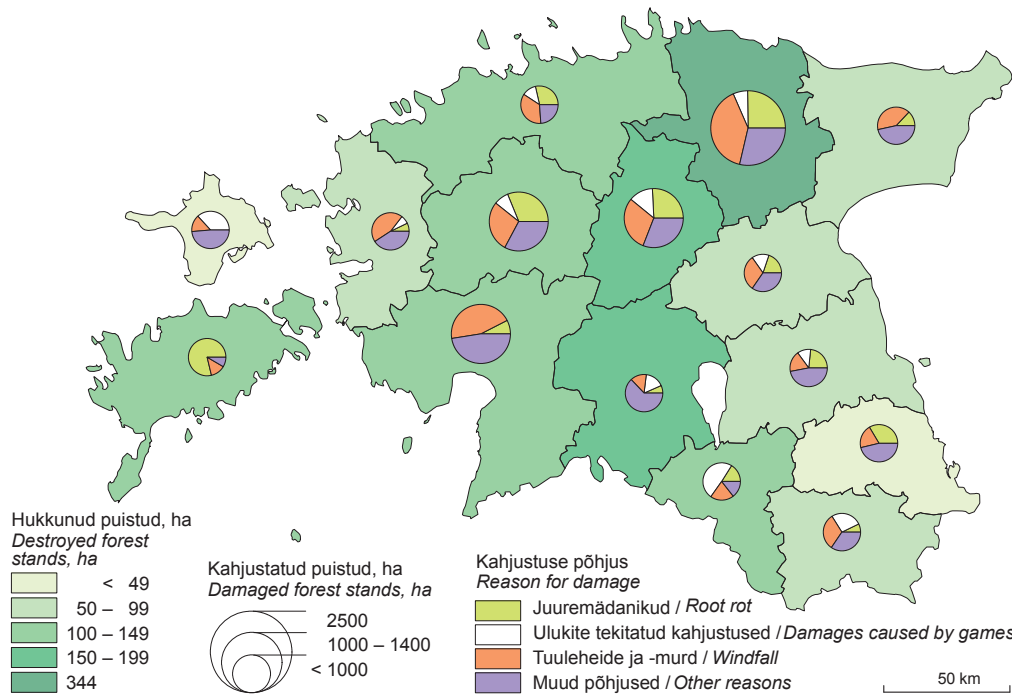 Hukkunud puistud, ha
Destroyed forest
stands, ha
< 49
50 – 99
100 – 149
150 – 199
344
Kahjustatud puistud, ha
Damaged forest stands, ha
2500
1000 – 1400
< 1000
Kahjustuse põhjus
Reason for damage
Juuremädanikud / Root rot
Ulukite tekitatud kahjustused / Damages caused by games
Tuuleheide ja -murd / Windfall
Muud põhjused / Other reasons
50 km